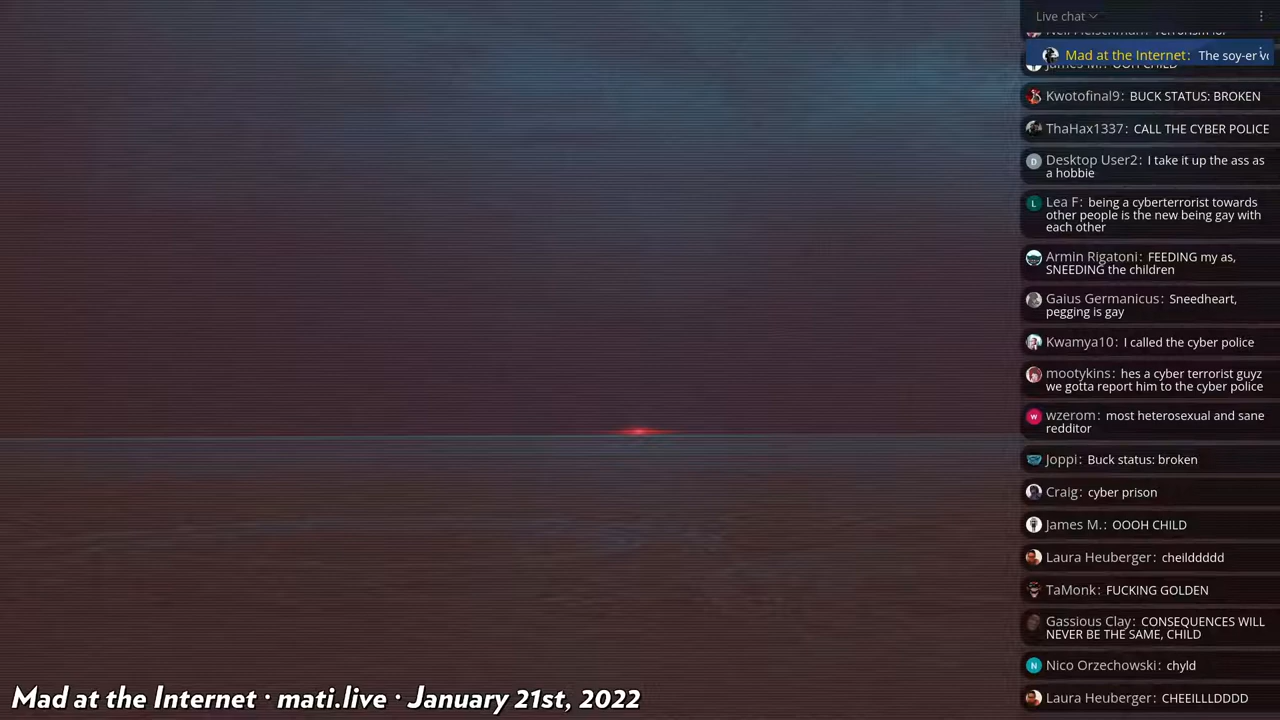 Live chat
Mad at the Internet: The soy-er
James M.: OOH CHILD
Kwotofinal9: BUCK STATUS: BROKEN
ThaHax1337: CALL THE CYBER POLICE
D
Desktop User2: I take it up the ass as
a hobbie
L
Lea F: being a cyberterrorist towards
other people is the new being gay with
each other
Armin Rigatoni: FEEDING my as,
SNEEDING the children
Gaius Germanicus: Sneedheart,
pegging is gay
Kwamya10: I called the cyber police
mootykins: hes a cyber terrorist guyz
we gotta report him to the cyber police
w
wzerom: most heterosexual and sane
redditor
Joppi: Buck status: broken
Craig: cyber prison
James M.: OOOH CHILD
Laura Heuberger: cheilddddd
TaMonk: FUCKING GOLDEN
Gassious Clay: CONSEQUENCES WILL
NEVER BE THE SAME, CHILD
N
Nico Orzechowski: chyld
Laura Heuberger: CHEEILLLDDDD
Mad at the Internet · mati.live · January 21st, 2022